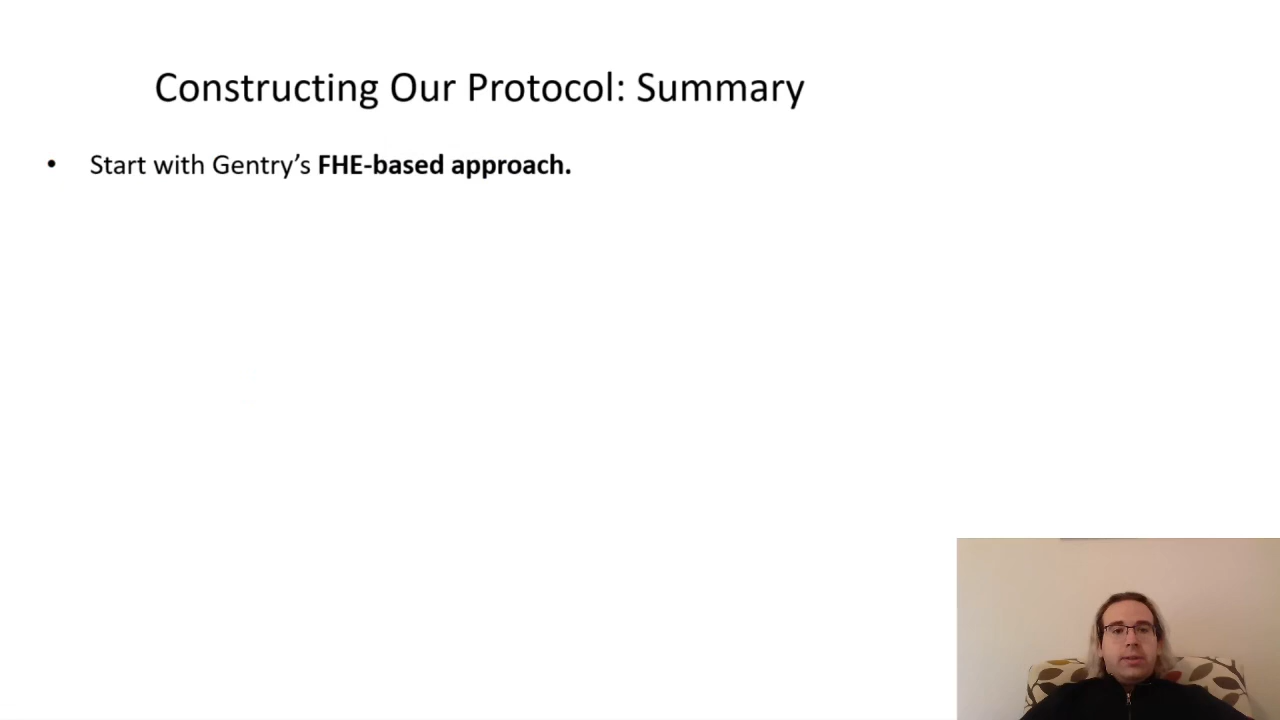 Constructing Our Protocol: Summary
• Start with Gentry’s FHE-based approach.